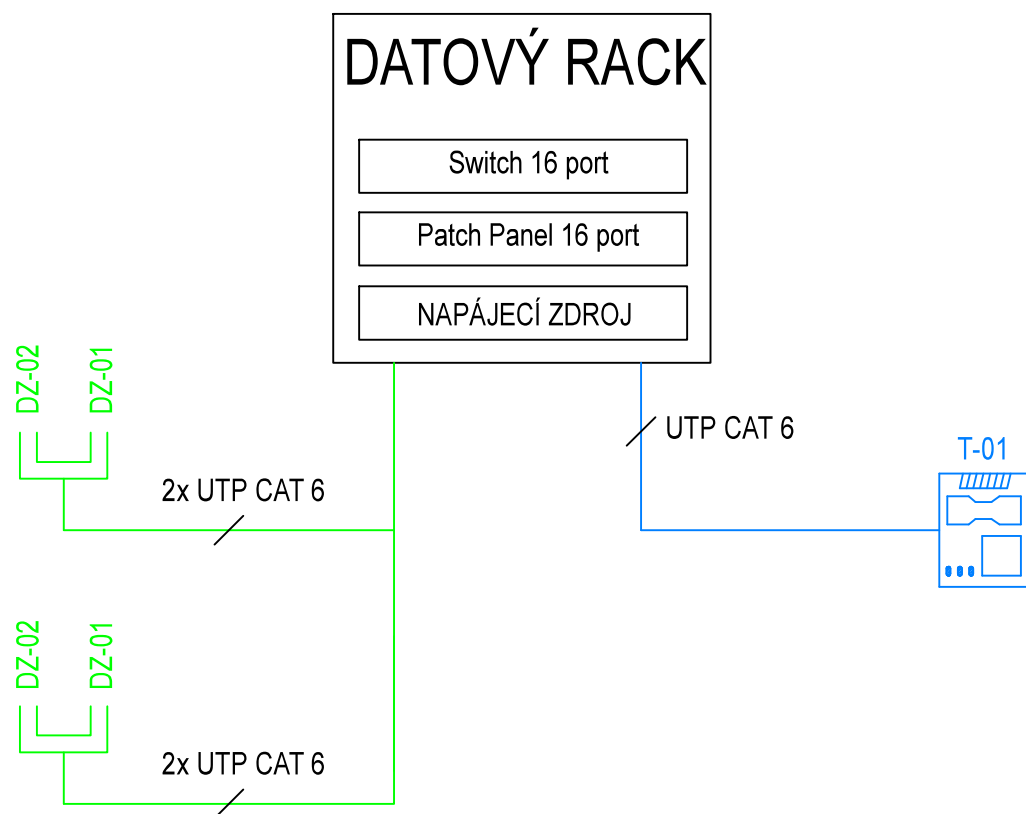 DATOVÝ RACK
Switch 16 port
Patch Panel 16 port
NAPÁJECÍ ZDROJ
DZ-02
DZ-01
2x UTP CAT 6
UTP CAT 6
T-01
DZ-02
DZ-01
2x UTP CAT 6